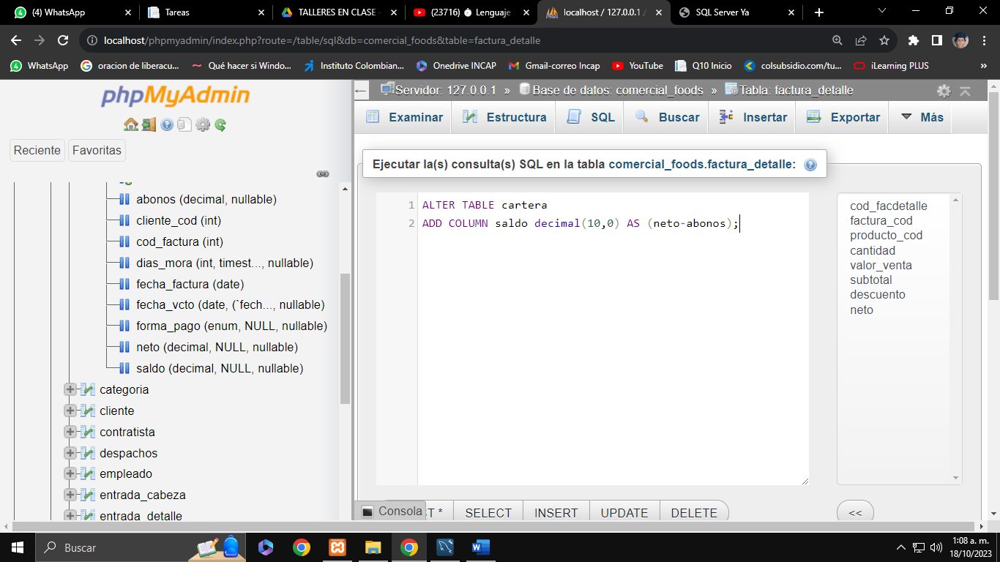 (4) WhatsApp
Tareas
TALLERES EN CLASE -
(23716) Lenguaje
localhost / 127.0.0.1 /
SQL Server Ya
localhost/phpmyadmin/index.php?route=/table/sql&db=comercial_foods&table=factura_detalle
WhatsApp
oracion de liberacu...
Qué hacer si Windo...
Instituto Colombian...
Onedrive INCAP
Gmail-correo Incap
YouTube
Q10 Inicio
colsubsidio.com/tu...
iLearning PLUS
»
phpMyAdmin
Reciente
Favoritas
abonos (decimal, nullable)
cliente_cod (int)
cod_factura (int)
dias_mora (int, timest..., nullable)
fecha_factura (date)
fecha_vcto (date, (`fech..., nullable)
forma_pago (enum, NULL, nullable)
neto (decimal, NULL, nullable)
saldo (decimal, NULL, nullable)
categoria
cliente
contratista
despachos
empleado
entrada_cabeza
entrada_detalle
Servidor: 127.0.0.1 » Base de datos: comercial_foods » Tabla: factura_detalle
Examinar
Estructura
SQL
Buscar
Insertar
Exportar
Más
Ejecutar la(s) consulta(s) SQL en la tabla comercial_foods.factura_detalle:
1 ALTER TABLE cartera
2 ADD COLUMN saldo decimal(10,0) AS (neto-abonos);
cod_facdetalle
factura_cod
producto_cod
cantidad
valor_venta
subtotal
descuento
neto
Consola
T *
SELECT
INSERT
UPDATE
DELETE
<<
Buscar
1:08 a. m.
18/10/2023